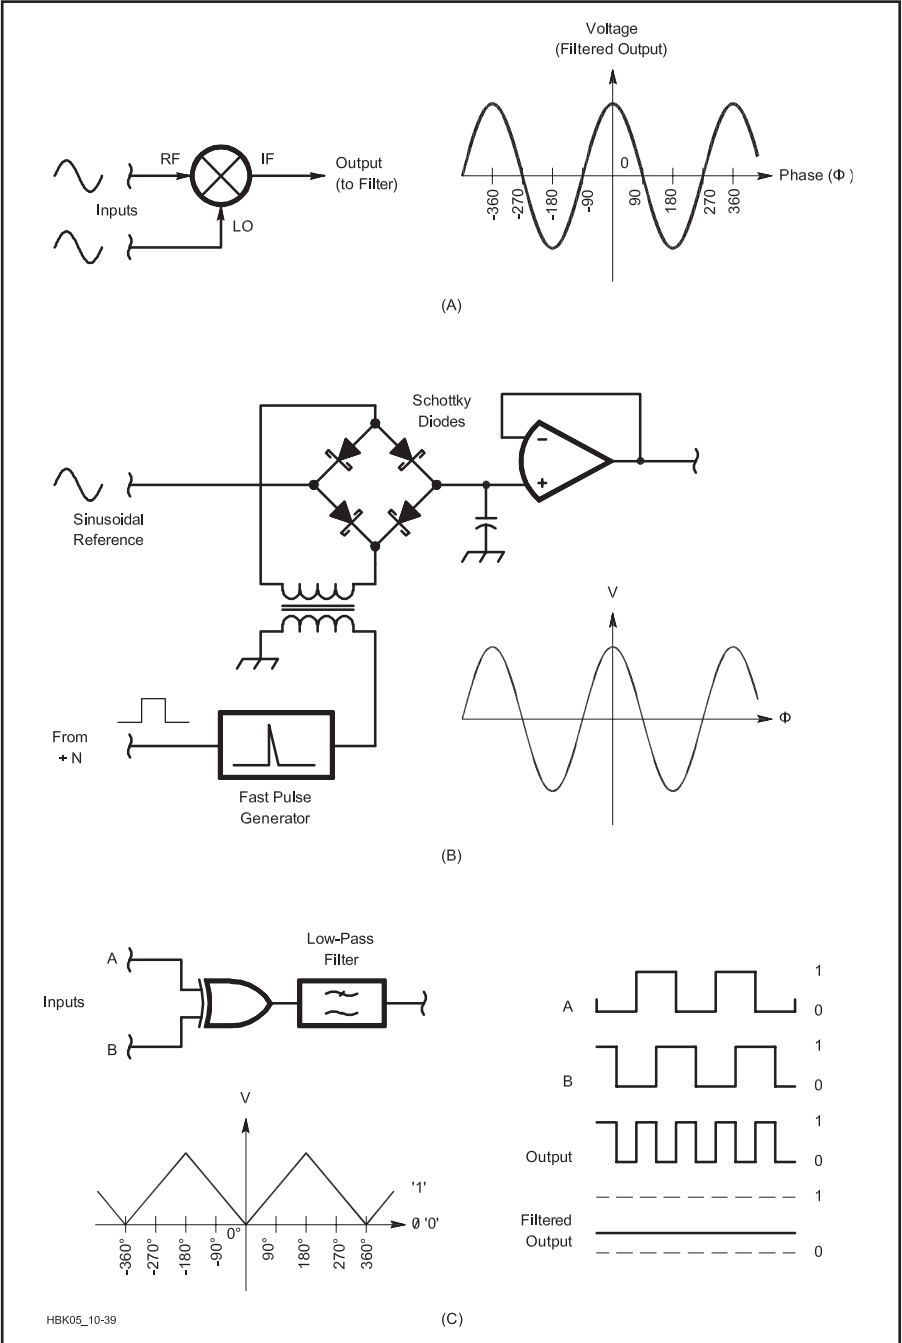 Voltage
(Filtered Output)
RF
IF
Output
(to Filter)
Inputs
LO
0
Phase (Φ )
-360
-270
-180
-90
90
180
270
360
(A)
Schottky
Diodes
−
+
Sinusoidal
Reference
V
Φ
From
÷ N
Fast Pulse
Generator
(B)
Low-Pass
Filter
A
Inputs
B
V
'1'
0°
Ø '0'
-360°
-270°
-180°
-90°
90°
180°
270°
360°
A
1
0
B
1
0
Output
1
0
Filtered
Output
1
0
HBK05_10-39
(C)